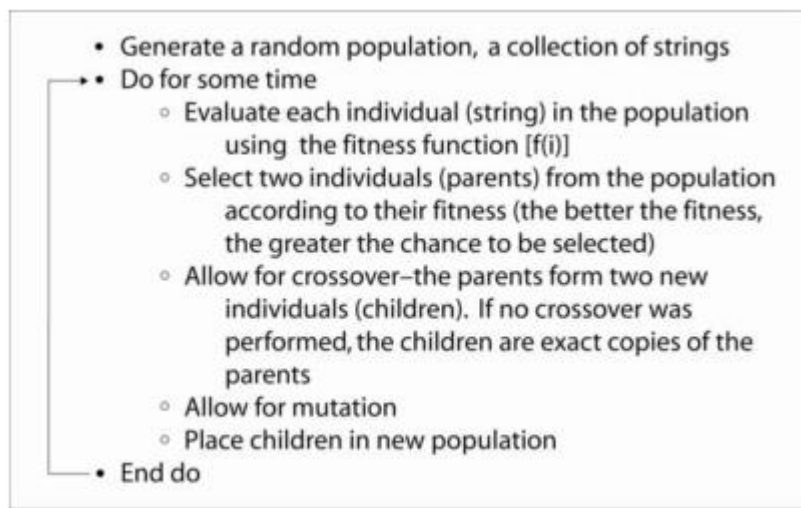 • Generate a random population, a collection of strings
• Do for some time
○ Evaluate each individual (string) in the population
using the fitness function [f(i)]
○ Select two individuals (parents) from the population
according to their fitness (the better the fitness,
the greater the chance to be selected)
○ Allow for crossover–the parents form two new
individuals (children). If no crossover was
performed, the children are exact copies of the
parents
○ Allow for mutation
○ Place children in new population
• End do